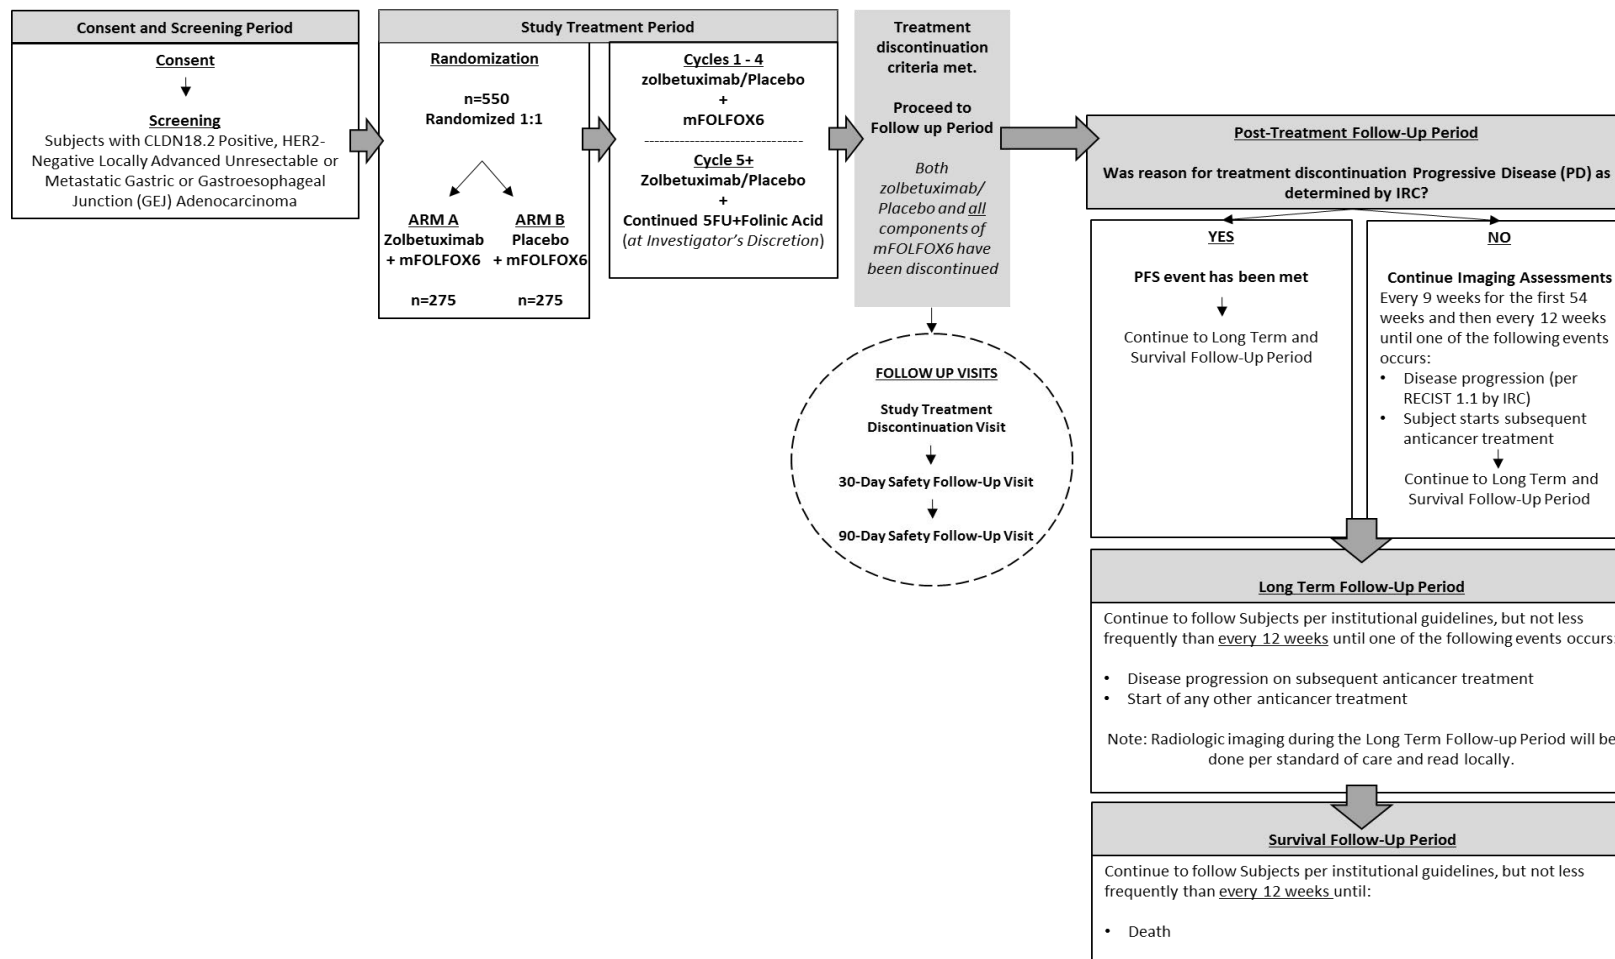 Consent and Screening Period
Consent
Screening
Subjects with CLDN18.2 Positive, HER2-
Negative Locally Advanced Unresectable or
Metastatic Gastric or Gastroesophageal
Junction (GEJ) Adenocarcinoma
Study Treatment Period
Randomization
n=550
Randomized 1:1
ARM A
Zolbetuximab
+ mFOLFOX6
n=275
ARM B
Placebo
+ mFOLFOX6
n=275
Cycles 1 - 4
zolbetuximab/Placebo
+
mFOLFOX6
Cycle 5+
Zolbetuximab/Placebo
+
Continued 5FU+Folinic Acid
(at Investigator's Discretion)
Treatment
discontinuation
criteria met.
Proceed to
Follow up Period
Both
zolbetuximab/
Placebo and all
components of
mFOLFOX6 have
been discontinued
FOLLOW UP VISITS
Study Treatment
Discontinuation Visit
30-Day Safety Follow-Up Visit
90-Day Safety Follow-Up Visit
Post-Treatment Follow-Up Period
Was reason for treatment discontinuation Progressive Disease (PD) as
determined by IRC?
YES
PFS event has been met
Continue to Long Term and
Survival Follow-Up Period
NO
Continue Imaging Assessments
Every 9 weeks for the first 54
weeks and then every 12 weeks
until one of the following events
occurs:
• Disease progression (per
RECIST 1.1 by IRC)
• Subject starts subsequent
anticancer treatment
Continue to Long Term and
Survival Follow-Up Period
Long Term Follow-Up Period
Continue to follow Subjects per institutional guidelines, but not less
frequently than every 12 weeks until one of the following events occurs:
• Disease progression on subsequent anticancer treatment
• Start of any other anticancer treatment
Note: Radiologic imaging during the Long Term Follow-up Period will be
done per standard of care and read locally.
Survival Follow-Up Period
Continue to follow Subjects per institutional guidelines, but not less
frequently than every 12 weeks until:
• Death